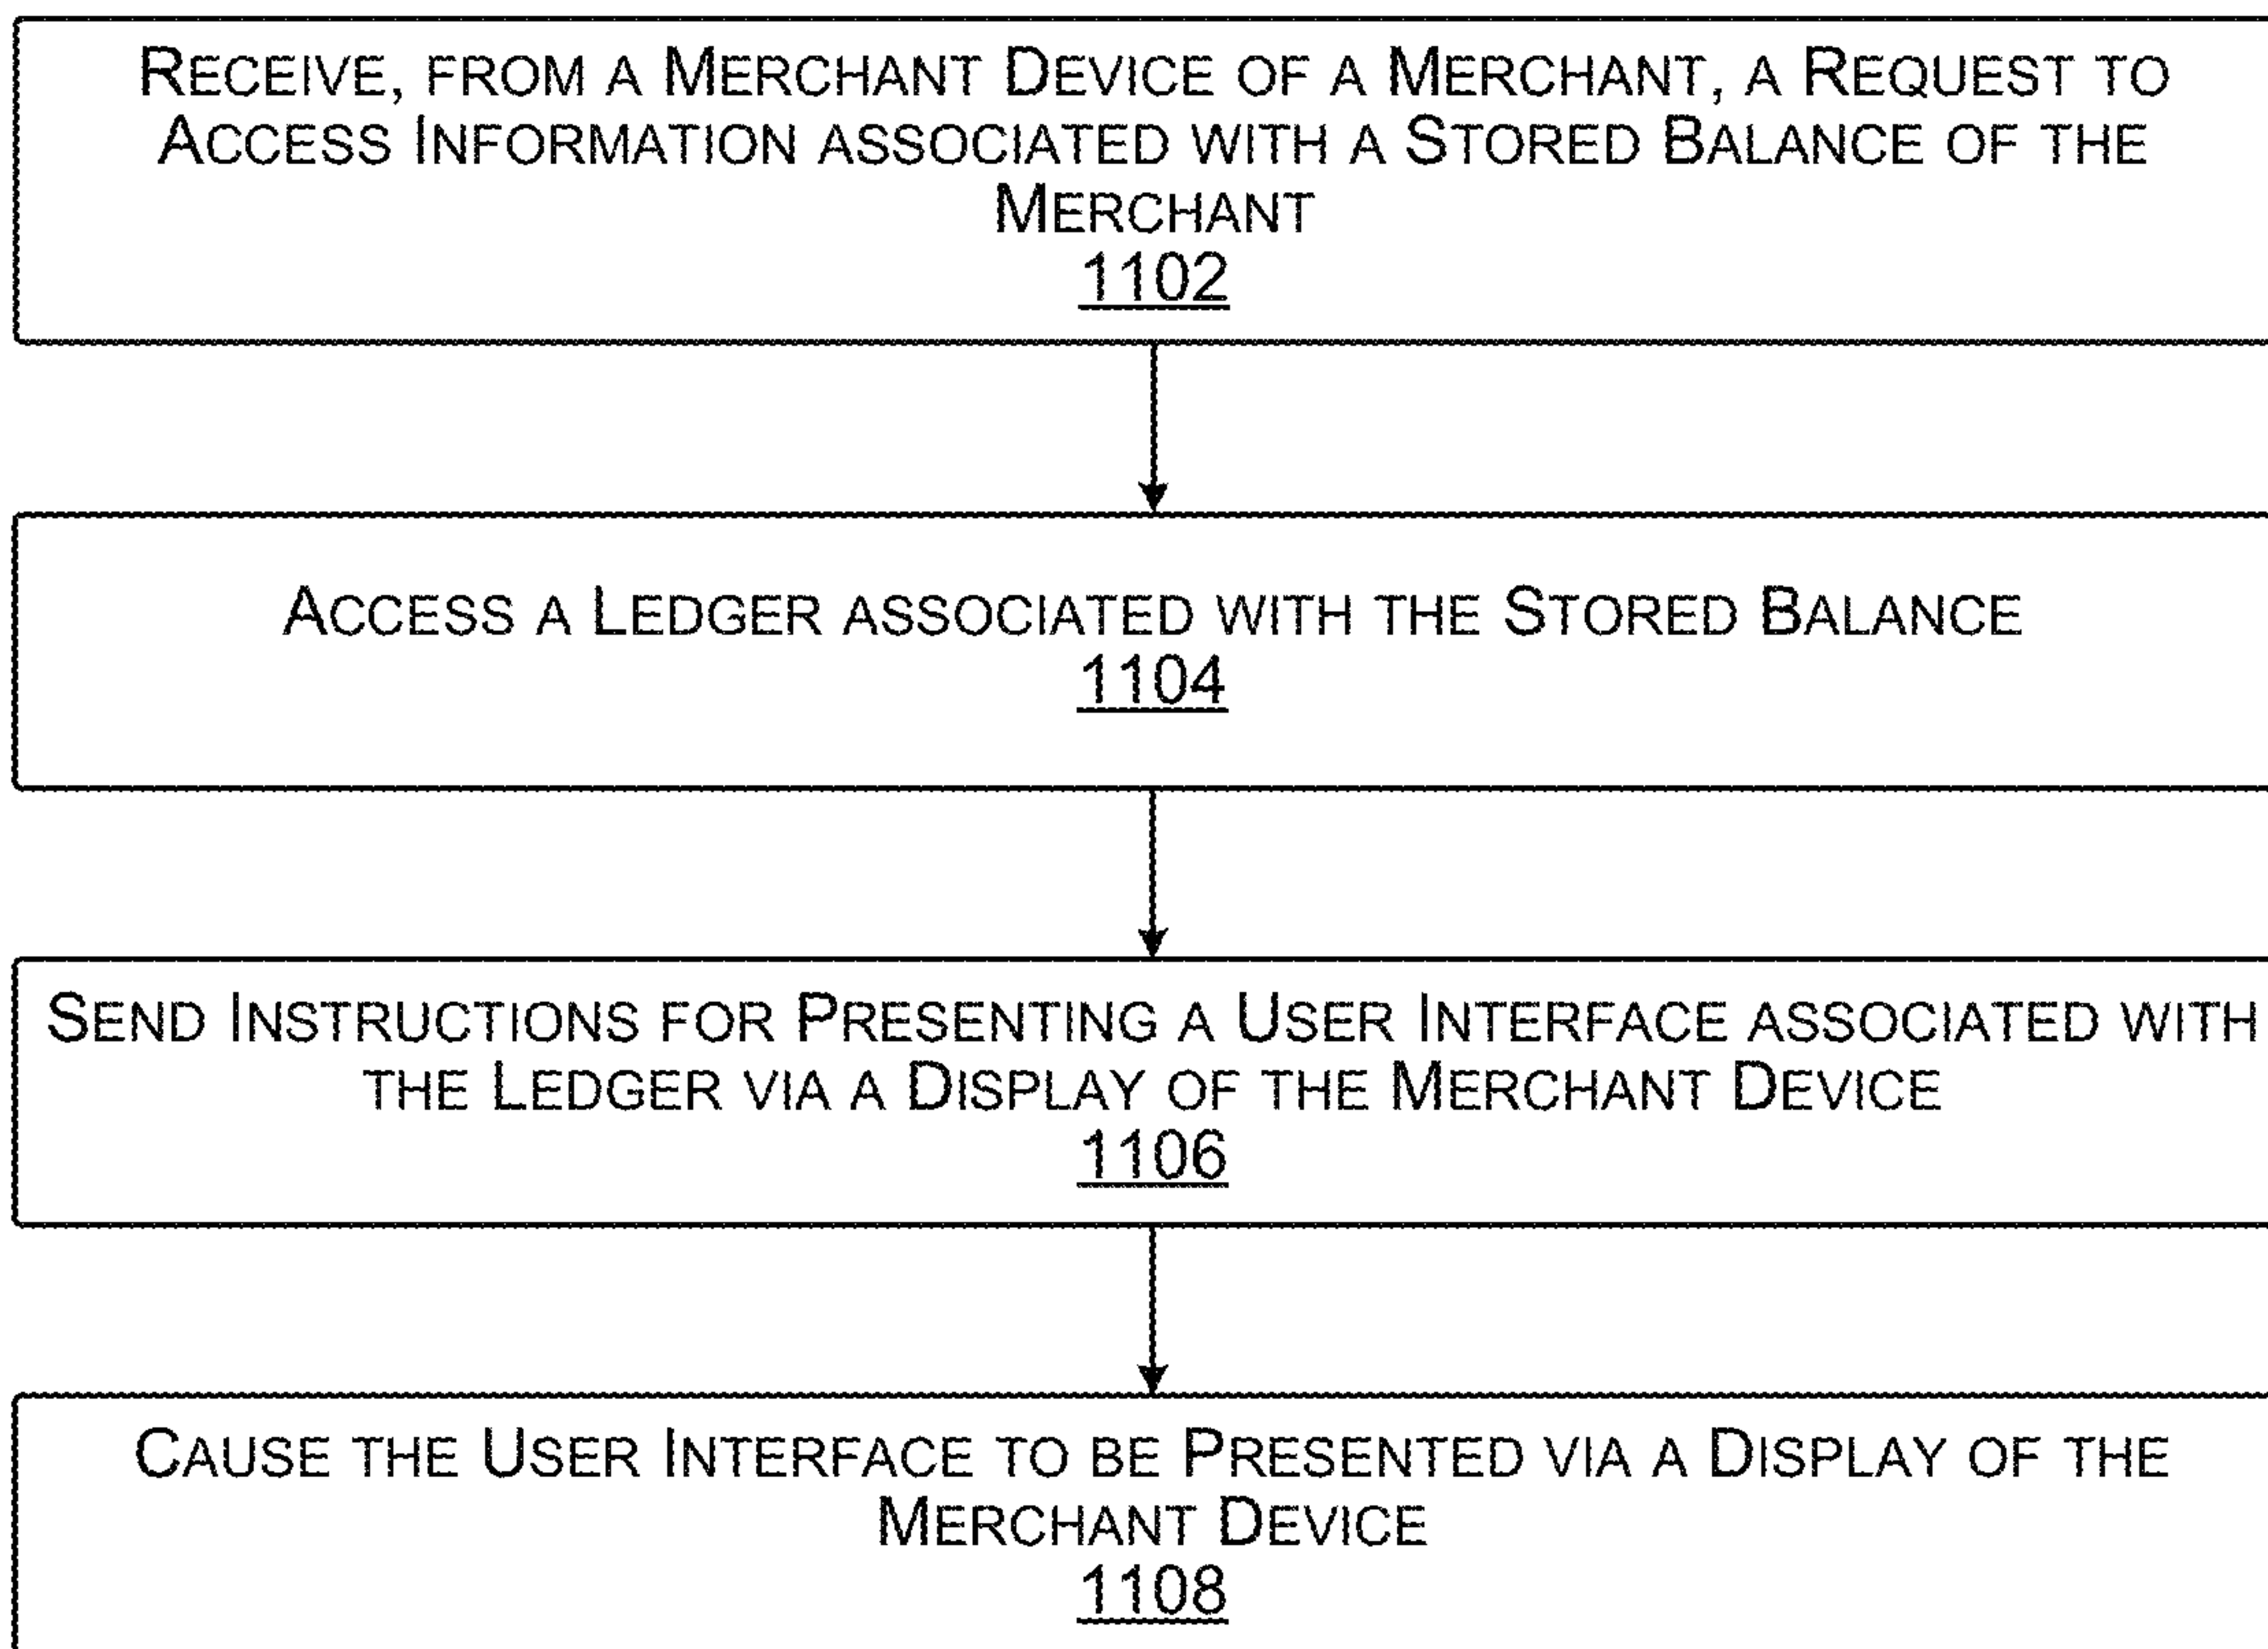 RECEIVE, FROM A MERCHANT DEVICE OF A MERCHANT, A REQUEST TO
ACCESS INFORMATION ASSOCIATED WITH A STORED BALANCE OF THE
MERCHANT
1102
ACCESS A LEDGER ASSOCIATED WITH THE STORED BALANCE
1104
SEND INSTRUCTIONS FOR PRESENTING A USER INTERFACE ASSOCIATED WITH
THE LEDGER VIA A DISPLAY OF THE MERCHANT DEVICE
1106
CAUSE THE USER INTERFACE TO BE PRESENTED VIA A DISPLAY OF THE
MERCHANT DEVICE
1108